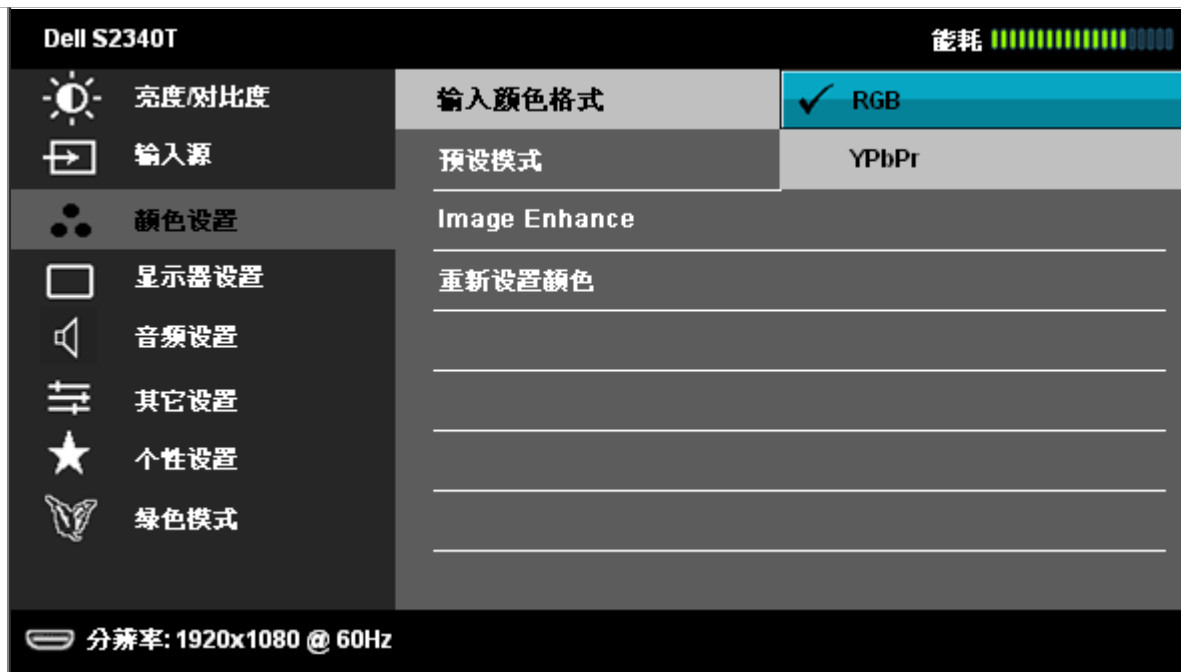 Dell S2340T
能耗
亮度/对比度
输入源
颜色设置
显示器设置
音频设置
其它设置
个性设置
绿色模式
输入颜色格式
预设模式
Image Enhance
重新设置颜色
RGB
YPbPr
分辨率: 1920x1080 @ 60Hz